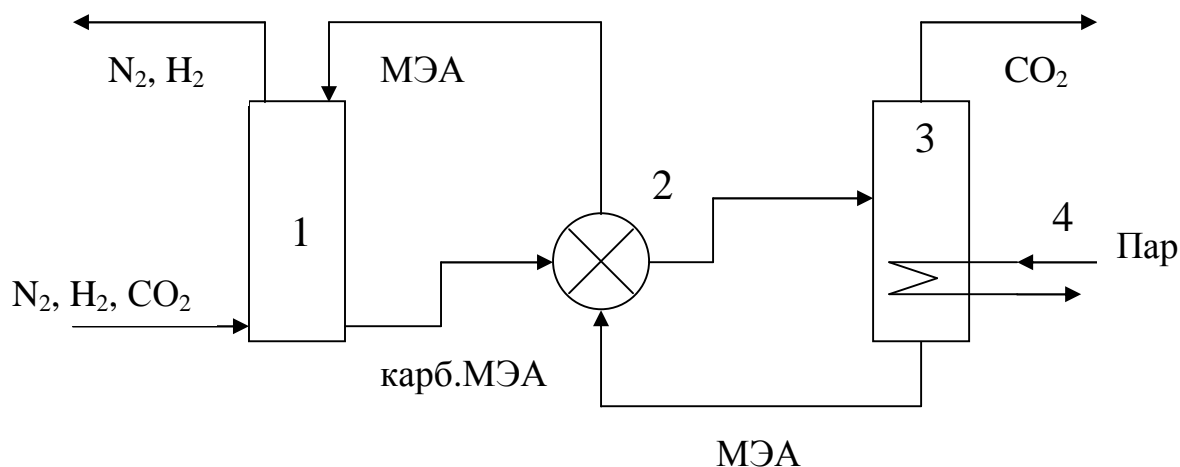 N₂, H₂
МЭА
CO₂
3
2
4
1
Пар
N₂, H₂, CO₂
карб.МЭА
МЭА